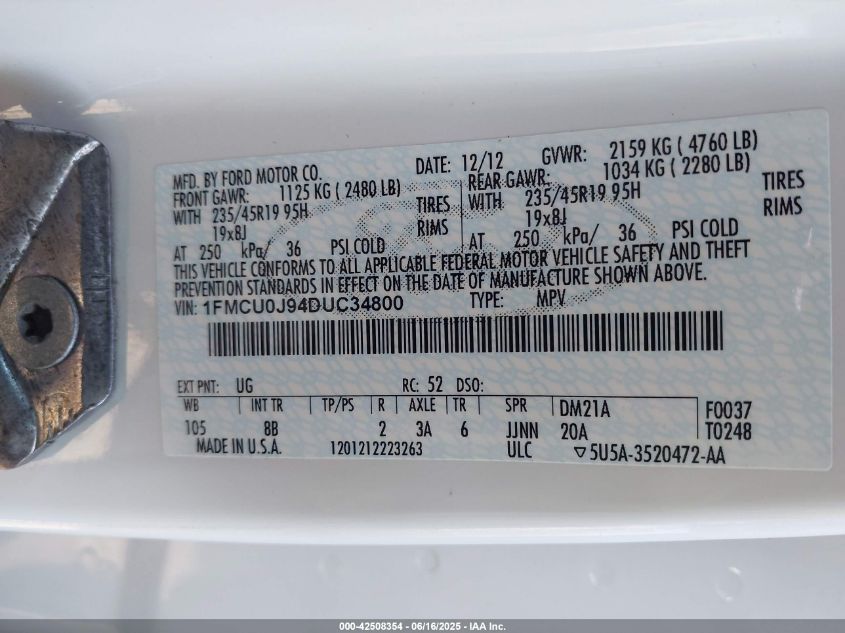 MFD. BY FORD MOTOR CO. DATE: 12/12 GVWR: 2159 KG ( 4760 LB)
FRONT GAWR: 1125 KG ( 2480 LB) REAR GAWR: 1034 KG ( 2280 LB)
WITH 235/45R19 95H TIRES WITH 235/45R19 95H TIRES
19x8J RIMS 19x8J RIMS
AT 250 kPa/ 36 PSI COLD AT 250 kPa/ 36 PSI COLD
THIS VEHICLE CONFORMS TO ALL APPLICABLE FEDERAL MOTOR VEHICLE SAFETY AND THEFT
PREVENTION STANDARDS IN EFFECT ON THE DATE OF MANUFACTURE SHOWN ABOVE.
VIN: 1FMCU0J94DUC34800 TYPE: MPV
EXT PNT: UG RC: 52 DSO:
WB INT TR TP/PS R AXLE TR SPR DM21A F0037
105 8B 2 3A 6 JJNN 20A T0248
MADE IN U.S.A. 1201212223263 ULC ▽5U5A-3520472-AA
000-42508354 - 06/16/2025 - IAA Inc.